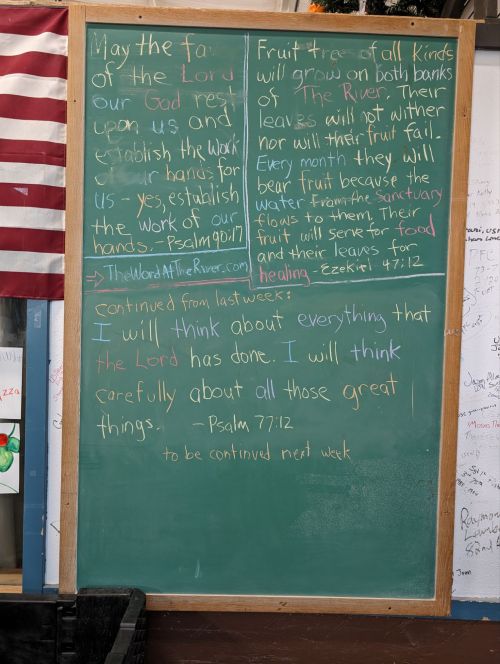 May the fa
of the Lord
our God rest
upon us and
establish the work
of our hands for
us - yes, establish
the work of our
hands. - Psalm 90:17
→ TheWordAtTheRiver.com
Fruit tree of all kinds
will grow on both banks
of The River. Their
leaves will not wither
nor will their fruit fail.
Every month they will
bear fruit because the
water from the sanctuary
flows to them. Their
fruit will serve for food
and their leaves for
healing - Ezekiel 47:12
continued from last week:
I will think about everything that
the Lord has done. I will think
carefully about all those great
things. - Psalm 77:12
to be continued next week
zza
Raymond
82nd
Joan